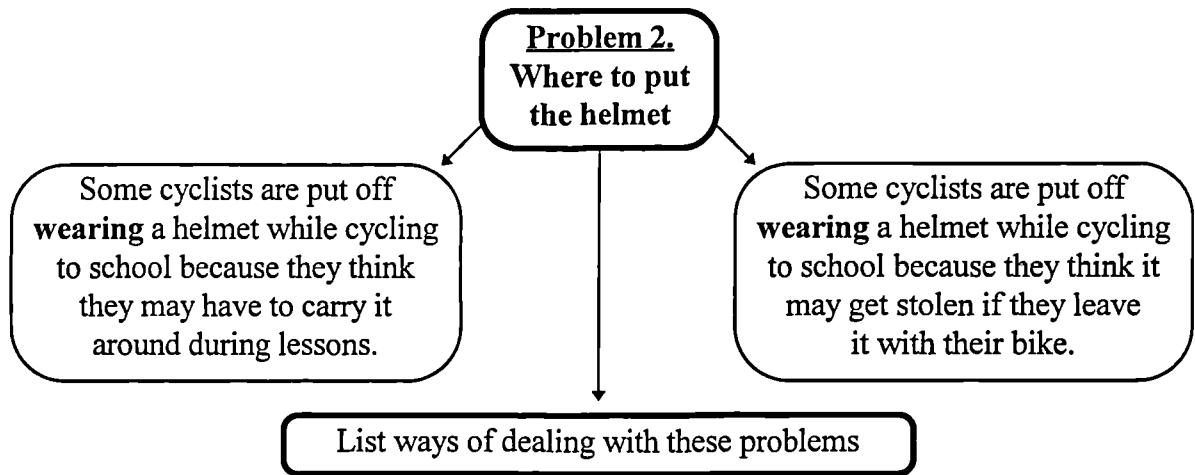 Problem 2.
Where to put
the helmet
Some cyclists are put off
wearing a helmet while cycling
to school because they think
they may have to carry it
around during lessons.
Some cyclists are put off
wearing a helmet while cycling
to school because they think it
may get stolen if they leave
it with their bike.
List ways of dealing with these problems